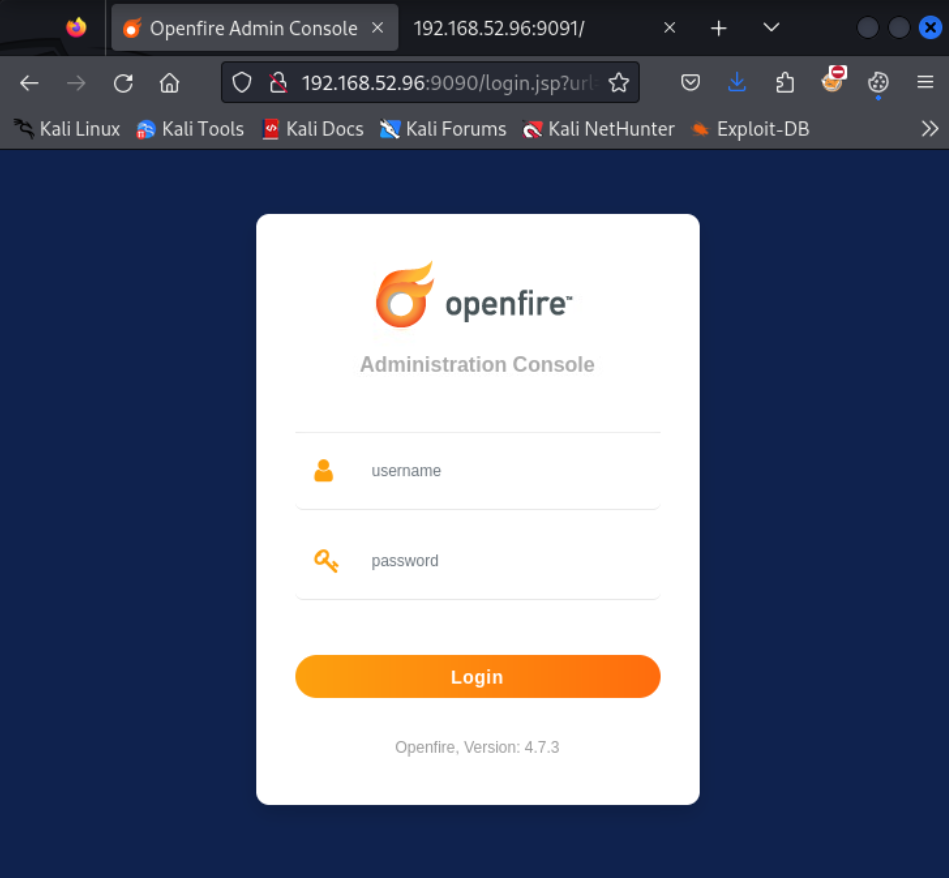 Openfire Admin Console
192.168.52.96:9091/
192.168.52.96:9090/login.jsp?url
Kali Linux
Kali Tools
Kali Docs
Kali Forums
Kali NetHunter
Exploit-DB
openfire™
Administration Console
username
password
Login
Openfire, Version: 4.7.3